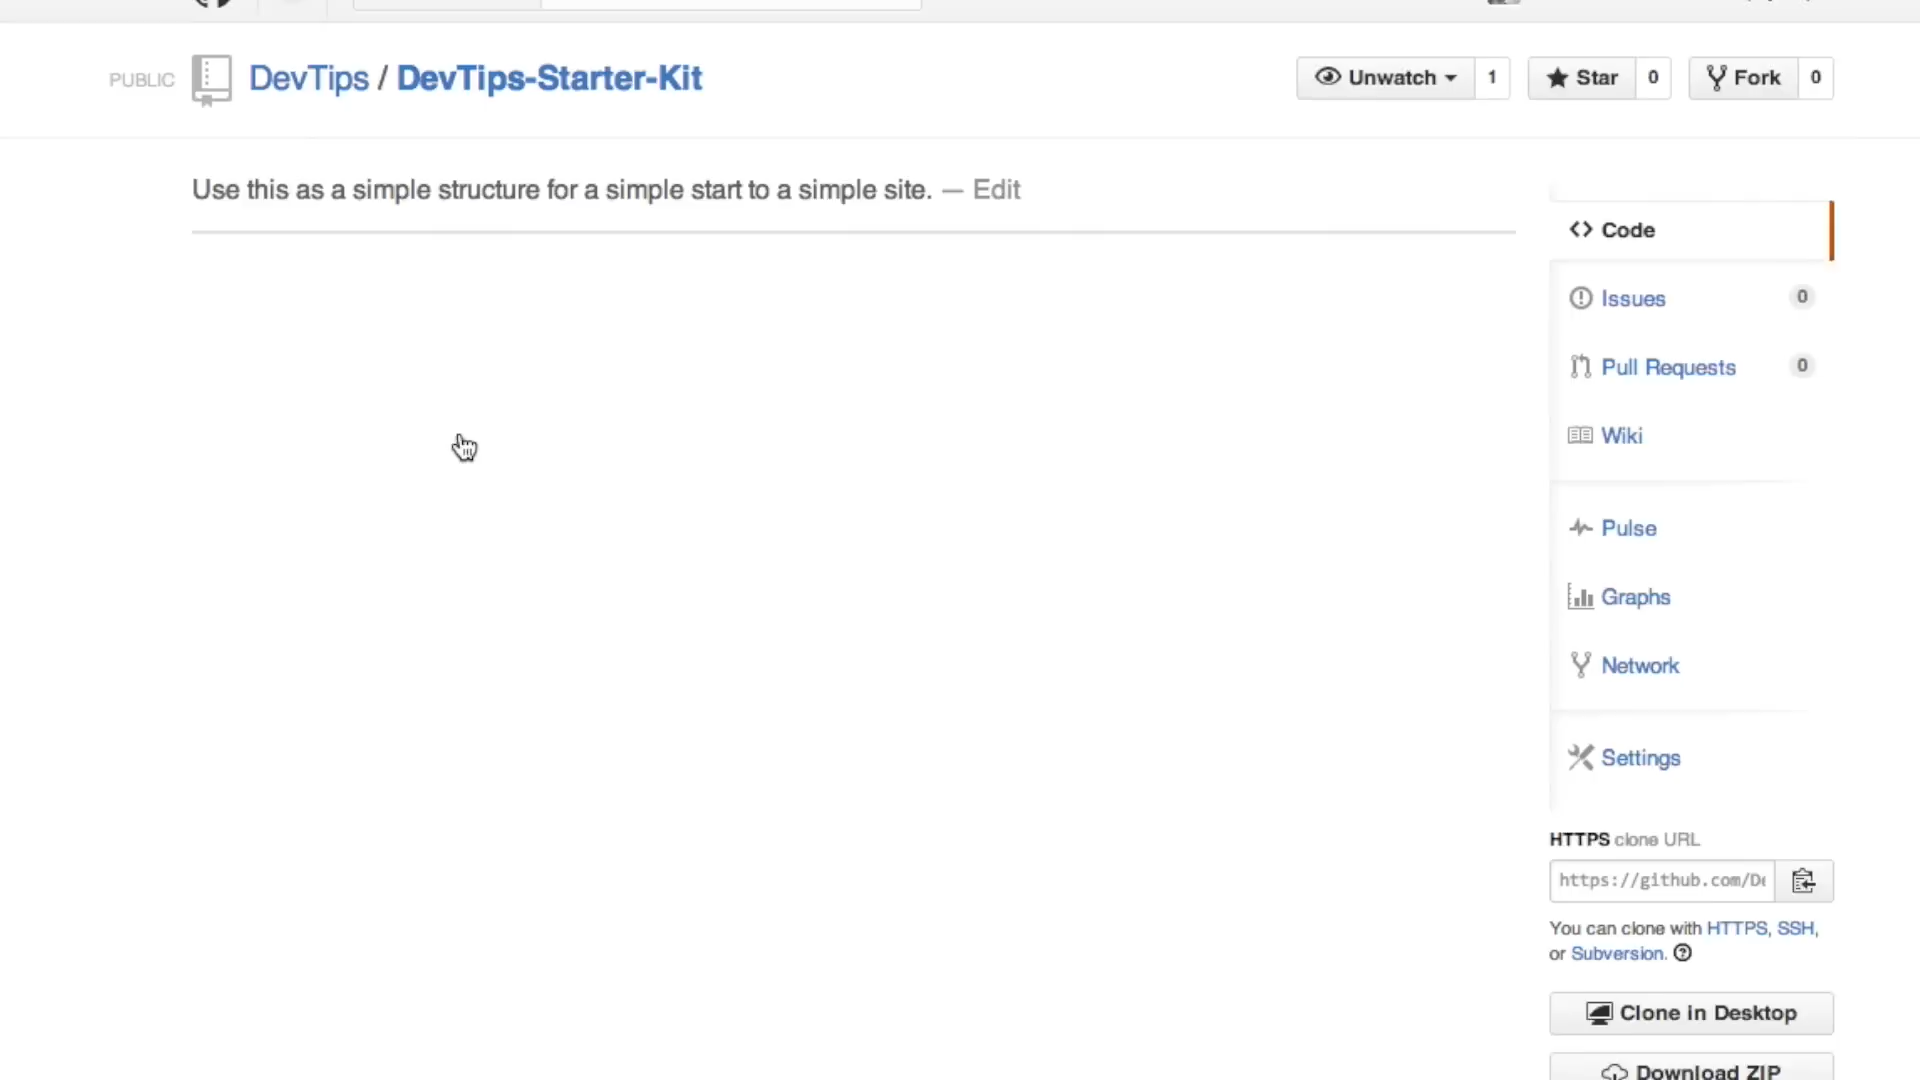 PUBLIC DevTips / DevTips-Starter-Kit Unwatch 1 Star 0 Fork 0
Use this as a simple structure for a simple start to a simple site. — Edit
Code
Issues 0
Pull Requests 0
Wiki
Pulse
Graphs
Network
Settings
HTTPS clone URL
https://github.com/De
You can clone with HTTPS, SSH,
or Subversion.
Clone in Desktop
Download ZIP